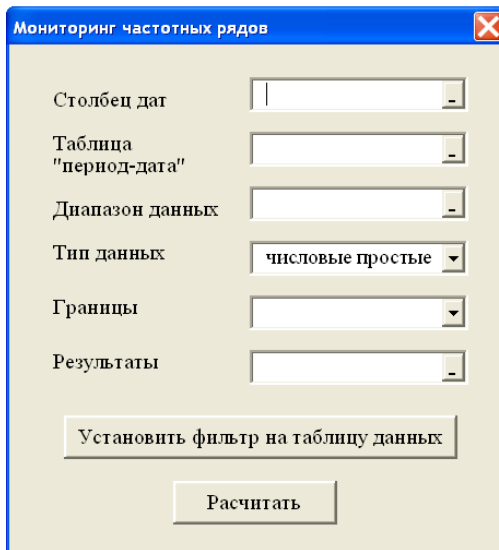 Мониторинг частотных рядов
Столбец дат
Таблица
"период-дата"
Диапазон данных
Тип данных
числовые простые
Границы
Результаты
Установить фильтр на таблицу данных
Расчитать